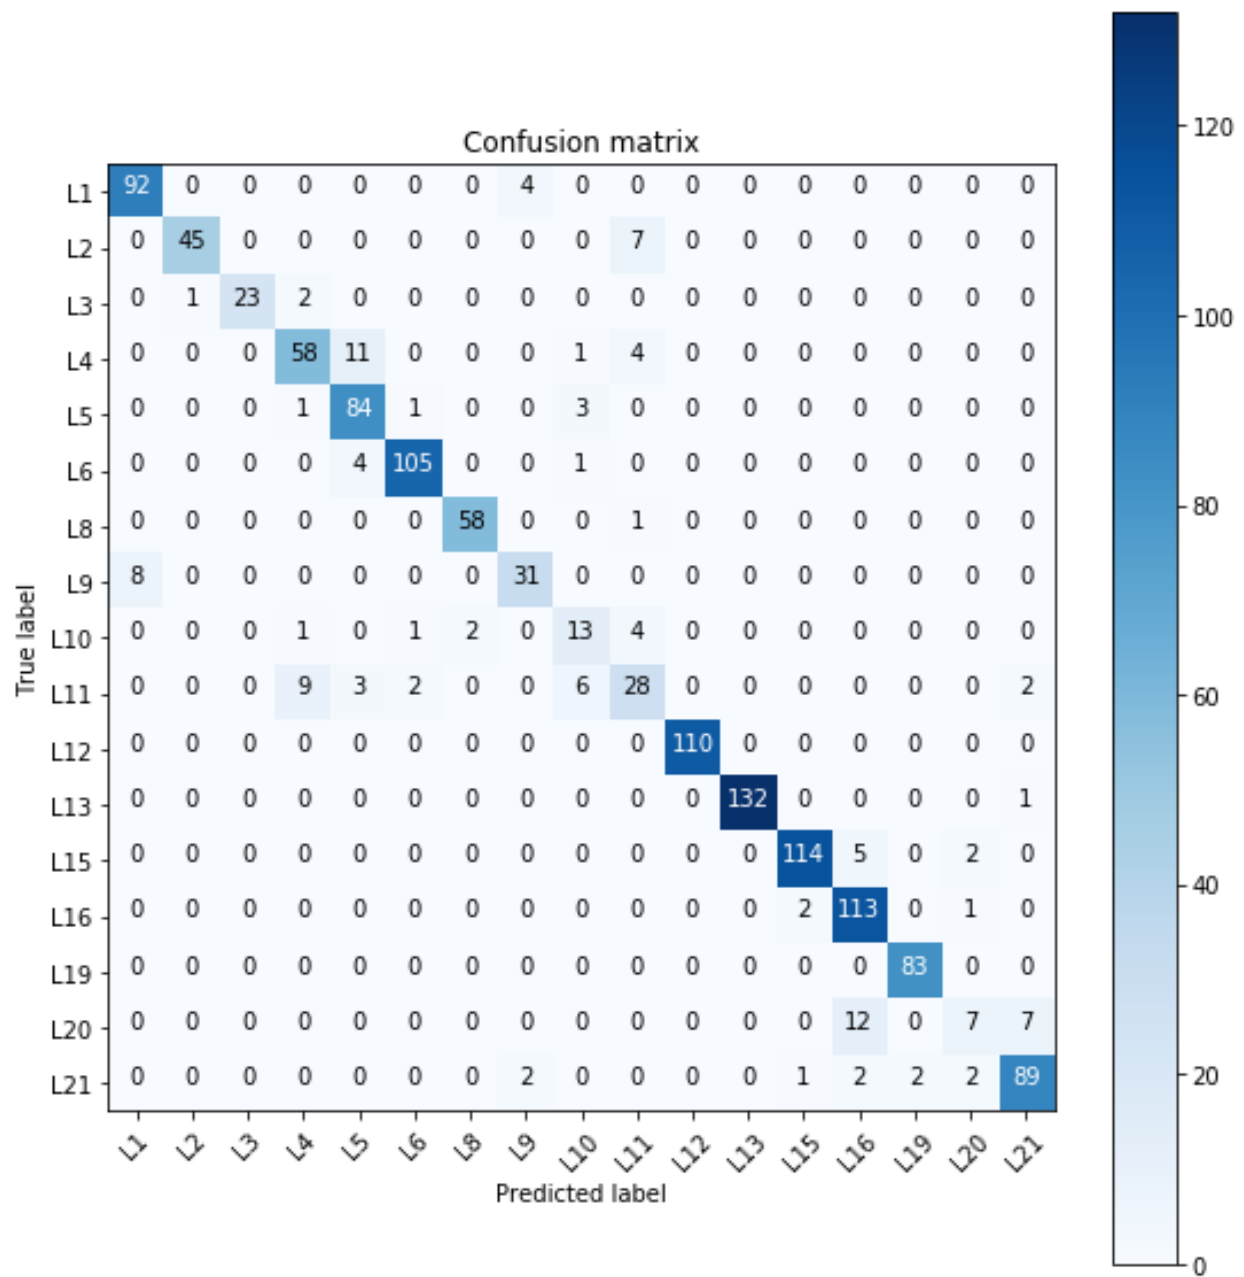 Confusion matrix
L1 92 0 0 0 0 0 0 4 0 0 0 0 0 0 0 0 0
L2 0 45 0 0 0 0 0 0 0 7 0 0 0 0 0 0 0
L3 0 1 23 2 0 0 0 0 0 0 0 0 0 0 0 0 0
L4 0 0 0 58 11 0 0 0 1 4 0 0 0 0 0 0 0
L5 0 0 0 1 84 1 0 0 3 0 0 0 0 0 0 0 0
L6 0 0 0 0 4 105 0 0 1 0 0 0 0 0 0 0 0
L8 0 0 0 0 0 0 58 0 0 1 0 0 0 0 0 0 0
L9 8 0 0 0 0 0 0 31 0 0 0 0 0 0 0 0 0
L10 0 0 0 1 0 1 2 0 13 4 0 0 0 0 0 0 0
L11 0 0 0 9 3 2 0 0 6 28 0 0 0 0 0 0 2
L12 0 0 0 0 0 0 0 0 0 0 110 0 0 0 0 0 0
L13 0 0 0 0 0 0 0 0 0 0 0 132 0 0 0 0 1
L15 0 0 0 0 0 0 0 0 0 0 0 0 114 5 0 2 0
L16 0 0 0 0 0 0 0 0 0 0 0 0 2 113 0 1 0
L19 0 0 0 0 0 0 0 0 0 0 0 0 0 0 83 0 0
L20 0 0 0 0 0 0 0 0 0 0 0 0 0 12 0 7 7
L21 0 0 0 0 0 0 0 2 0 0 0 0 1 2 2 2 89
L1 L2 L3 L4 L5 L6 L8 L9 L10 L11 L12 L13 L15 L16 L19 L20 L21
Predicted label
True label
120
100
80
60
40
20
0